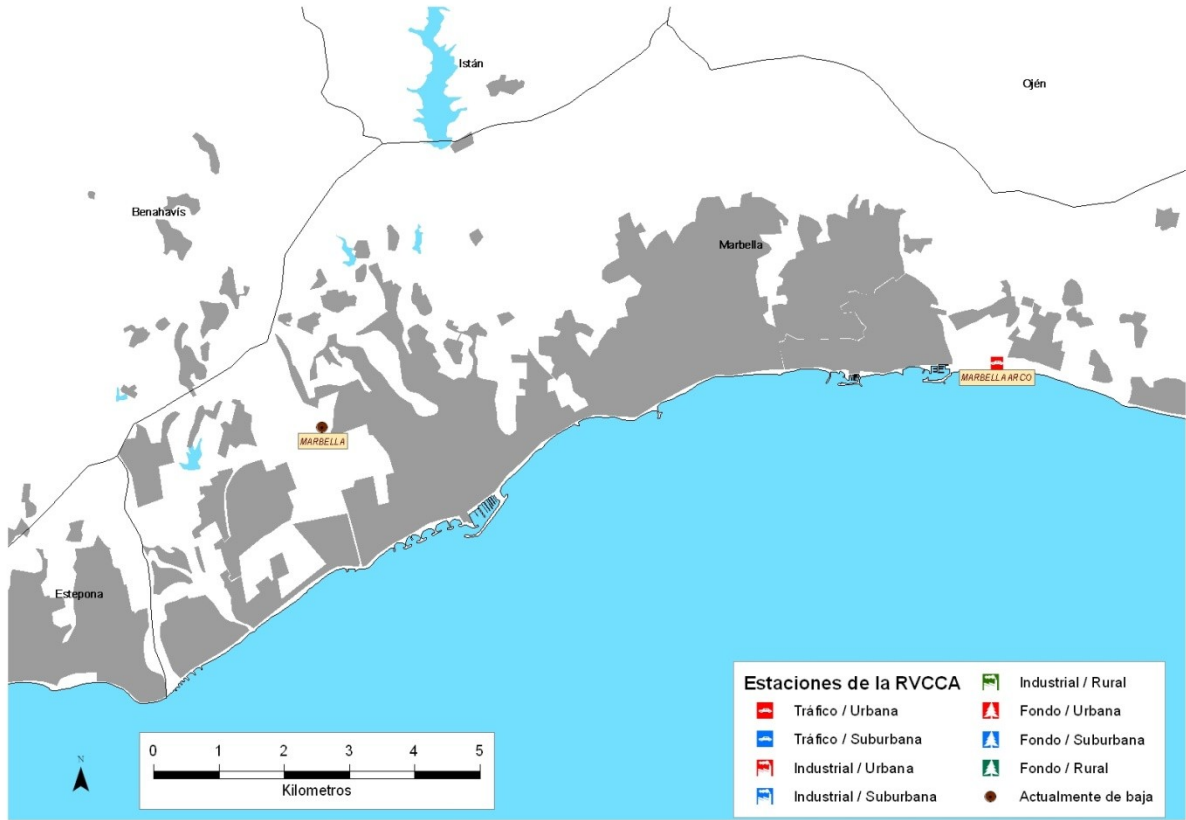 Istán
Ojén
Benahavís
Marbella
MARBELLA ARCO
MARBELLA
Estepona
N
0 1 2 3 4 5
Kilometros
Estaciones de la RVCCA
Tráfico / Urbana
Tráfico / Suburbana
Industrial / Urbana
Industrial / Suburbana
Industrial / Rural
Fondo / Urbana
Fondo / Suburbana
Fondo / Rural
Actualmente de baja